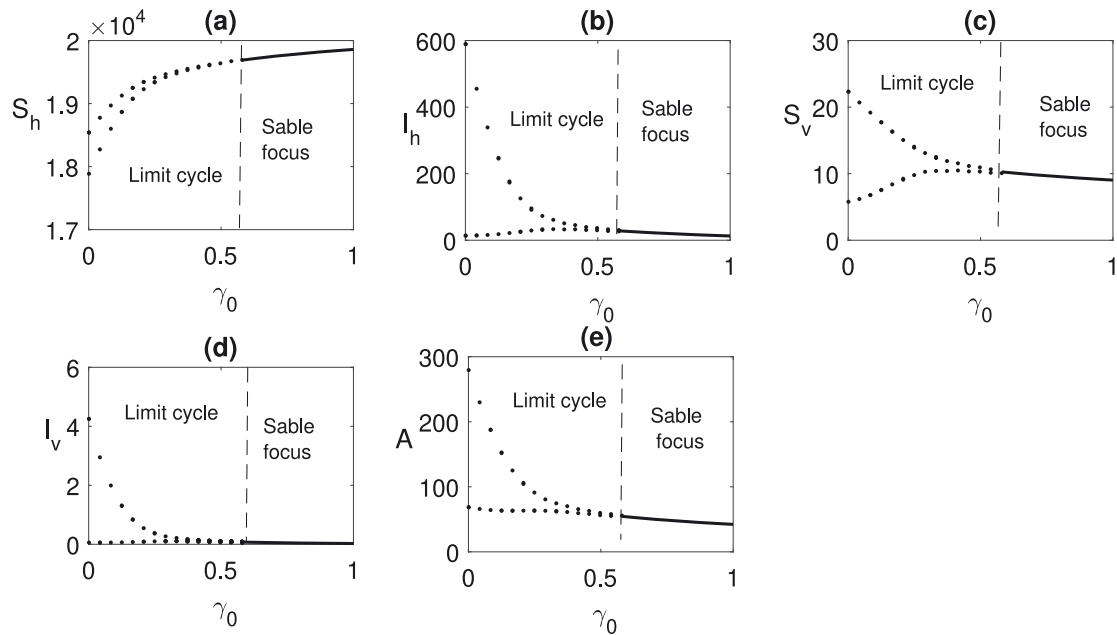 (a)
×10⁴
2
1.9
1.8
1.7
S_h
Limit cycle
Sable
focus
0
0.5
1
γ_0
(b)
600
400
200
0
I_h
Limit cycle
Sable
focus
0
0.5
1
γ_0
(c)
30
20
10
0
S_v
Limit cycle
Sable
focus
0
0.5
1
γ_0
(d)
6
4
2
0
I_v
Limit cycle
Sable
focus
0
0.5
1
γ_0
(e)
300
200
100
0
A
Limit cycle
Sable
focus
0
0.5
1
γ_0